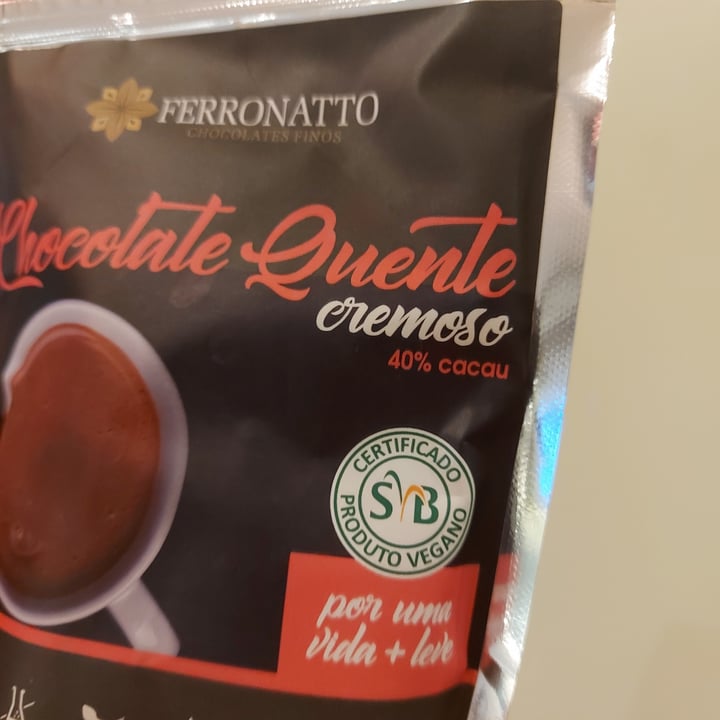 FERRONATTO
CHOCOLATES FINOS
Chocolate Quente
cremoso
40% cacau
CERTIFICADO
SVB
PRODUTO VEGANO
por uma
vida + leve